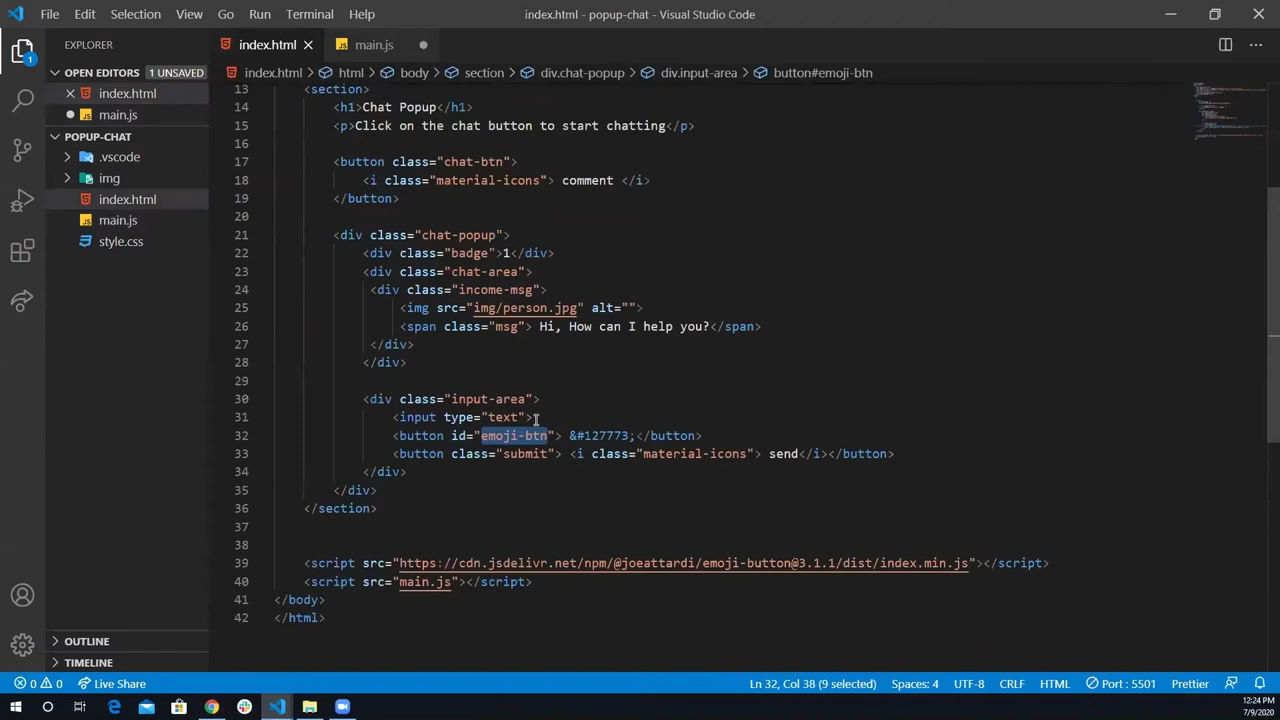 File Edit Selection View Go Run Terminal Help index.html - popup-chat - Visual Studio Code
EXPLORER
OPEN EDITORS 1 UNSAVED
index.html
main.js
POPUP-CHAT
.vscode
img
index.html
main.js
style.css
OUTLINE
TIMELINE
1
index.html main.js
index.html html body section div.chat-popup div.input-area button#emoji-btn
13 <section>
14 <h1>Chat Popup</h1>
15 <p>Click on the chat button to start chatting</p>
16
17 <button class="chat-btn">
18 <i class="material-icons"> comment </i>
19 </button>
20
21 <div class="chat-popup">
22 <div class="badge">1</div>
23 <div class="chat-area">
24 <div class="income-msg">
25 <img src="img/person.jpg" alt="">
26 <span class="msg"> Hi, How can I help you?</span>
27 </div>
28 </div>
29
30 <div class="input-area">
31 <input type="text">
32 <button id="emoji-btn"> &#127773;</button>
33 <button class="submit"> <i class="material-icons"> send</i></button>
34 </div>
35 </div>
36 </section>
37
38
39 <script src="https://cdn.jsdelivr.net/npm/@joeattardi/emoji-button@3.1.1/dist/index.min.js"></script>
40 <script src="main.js"></script>
41 </body>
42 </html>
0 0 Live Share Ln 32, Col 38 (9 selected) Spaces: 4 UTF-8 CRLF HTML Port : 5501 Prettier
12:24 PM
7/9/2020